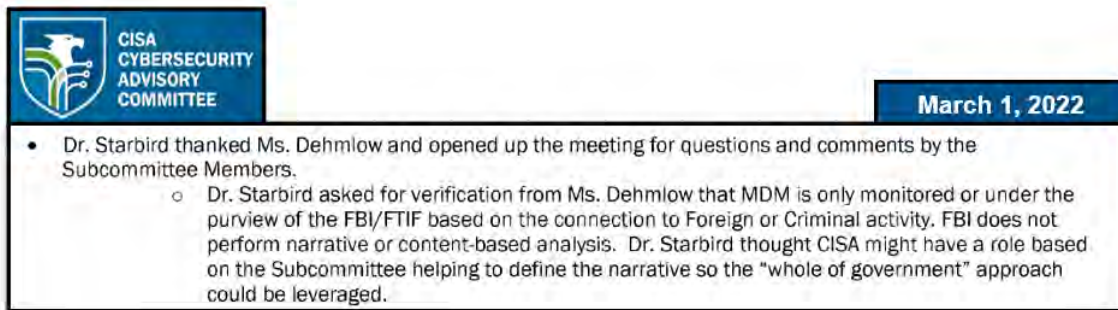 CISA
CYBERSECURITY
ADVISORY
COMMITTEE
March 1, 2022
• Dr. Starbird thanked Ms. Dehmlow and opened up the meeting for questions and comments by the
Subcommittee Members.
o Dr. Starbird asked for verification from Ms. Dehmlow that MDM is only monitored or under the
purview of the FBI/FTIF based on the connection to Foreign or Criminal activity. FBI does not
perform narrative or content-based analysis. Dr. Starbird thought CISA might have a role based
on the Subcommittee helping to define the narrative so the “whole of government” approach
could be leveraged.